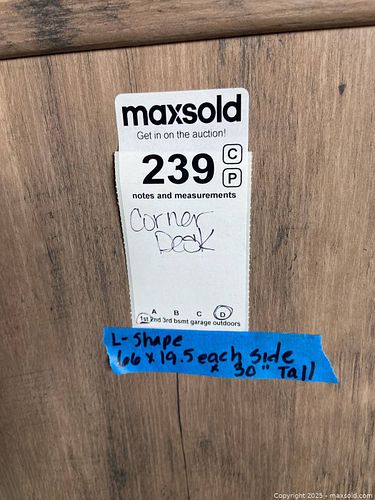 maxsold
Get in on the auction!
239 C
P
notes and measurements
Corner
Desk
A B C D
1st 2nd 3rd bsmt garage outdoors
L-Shape
66 x 19.5 each side
x 30" Tall
Copyright 2025 - maxsold.com